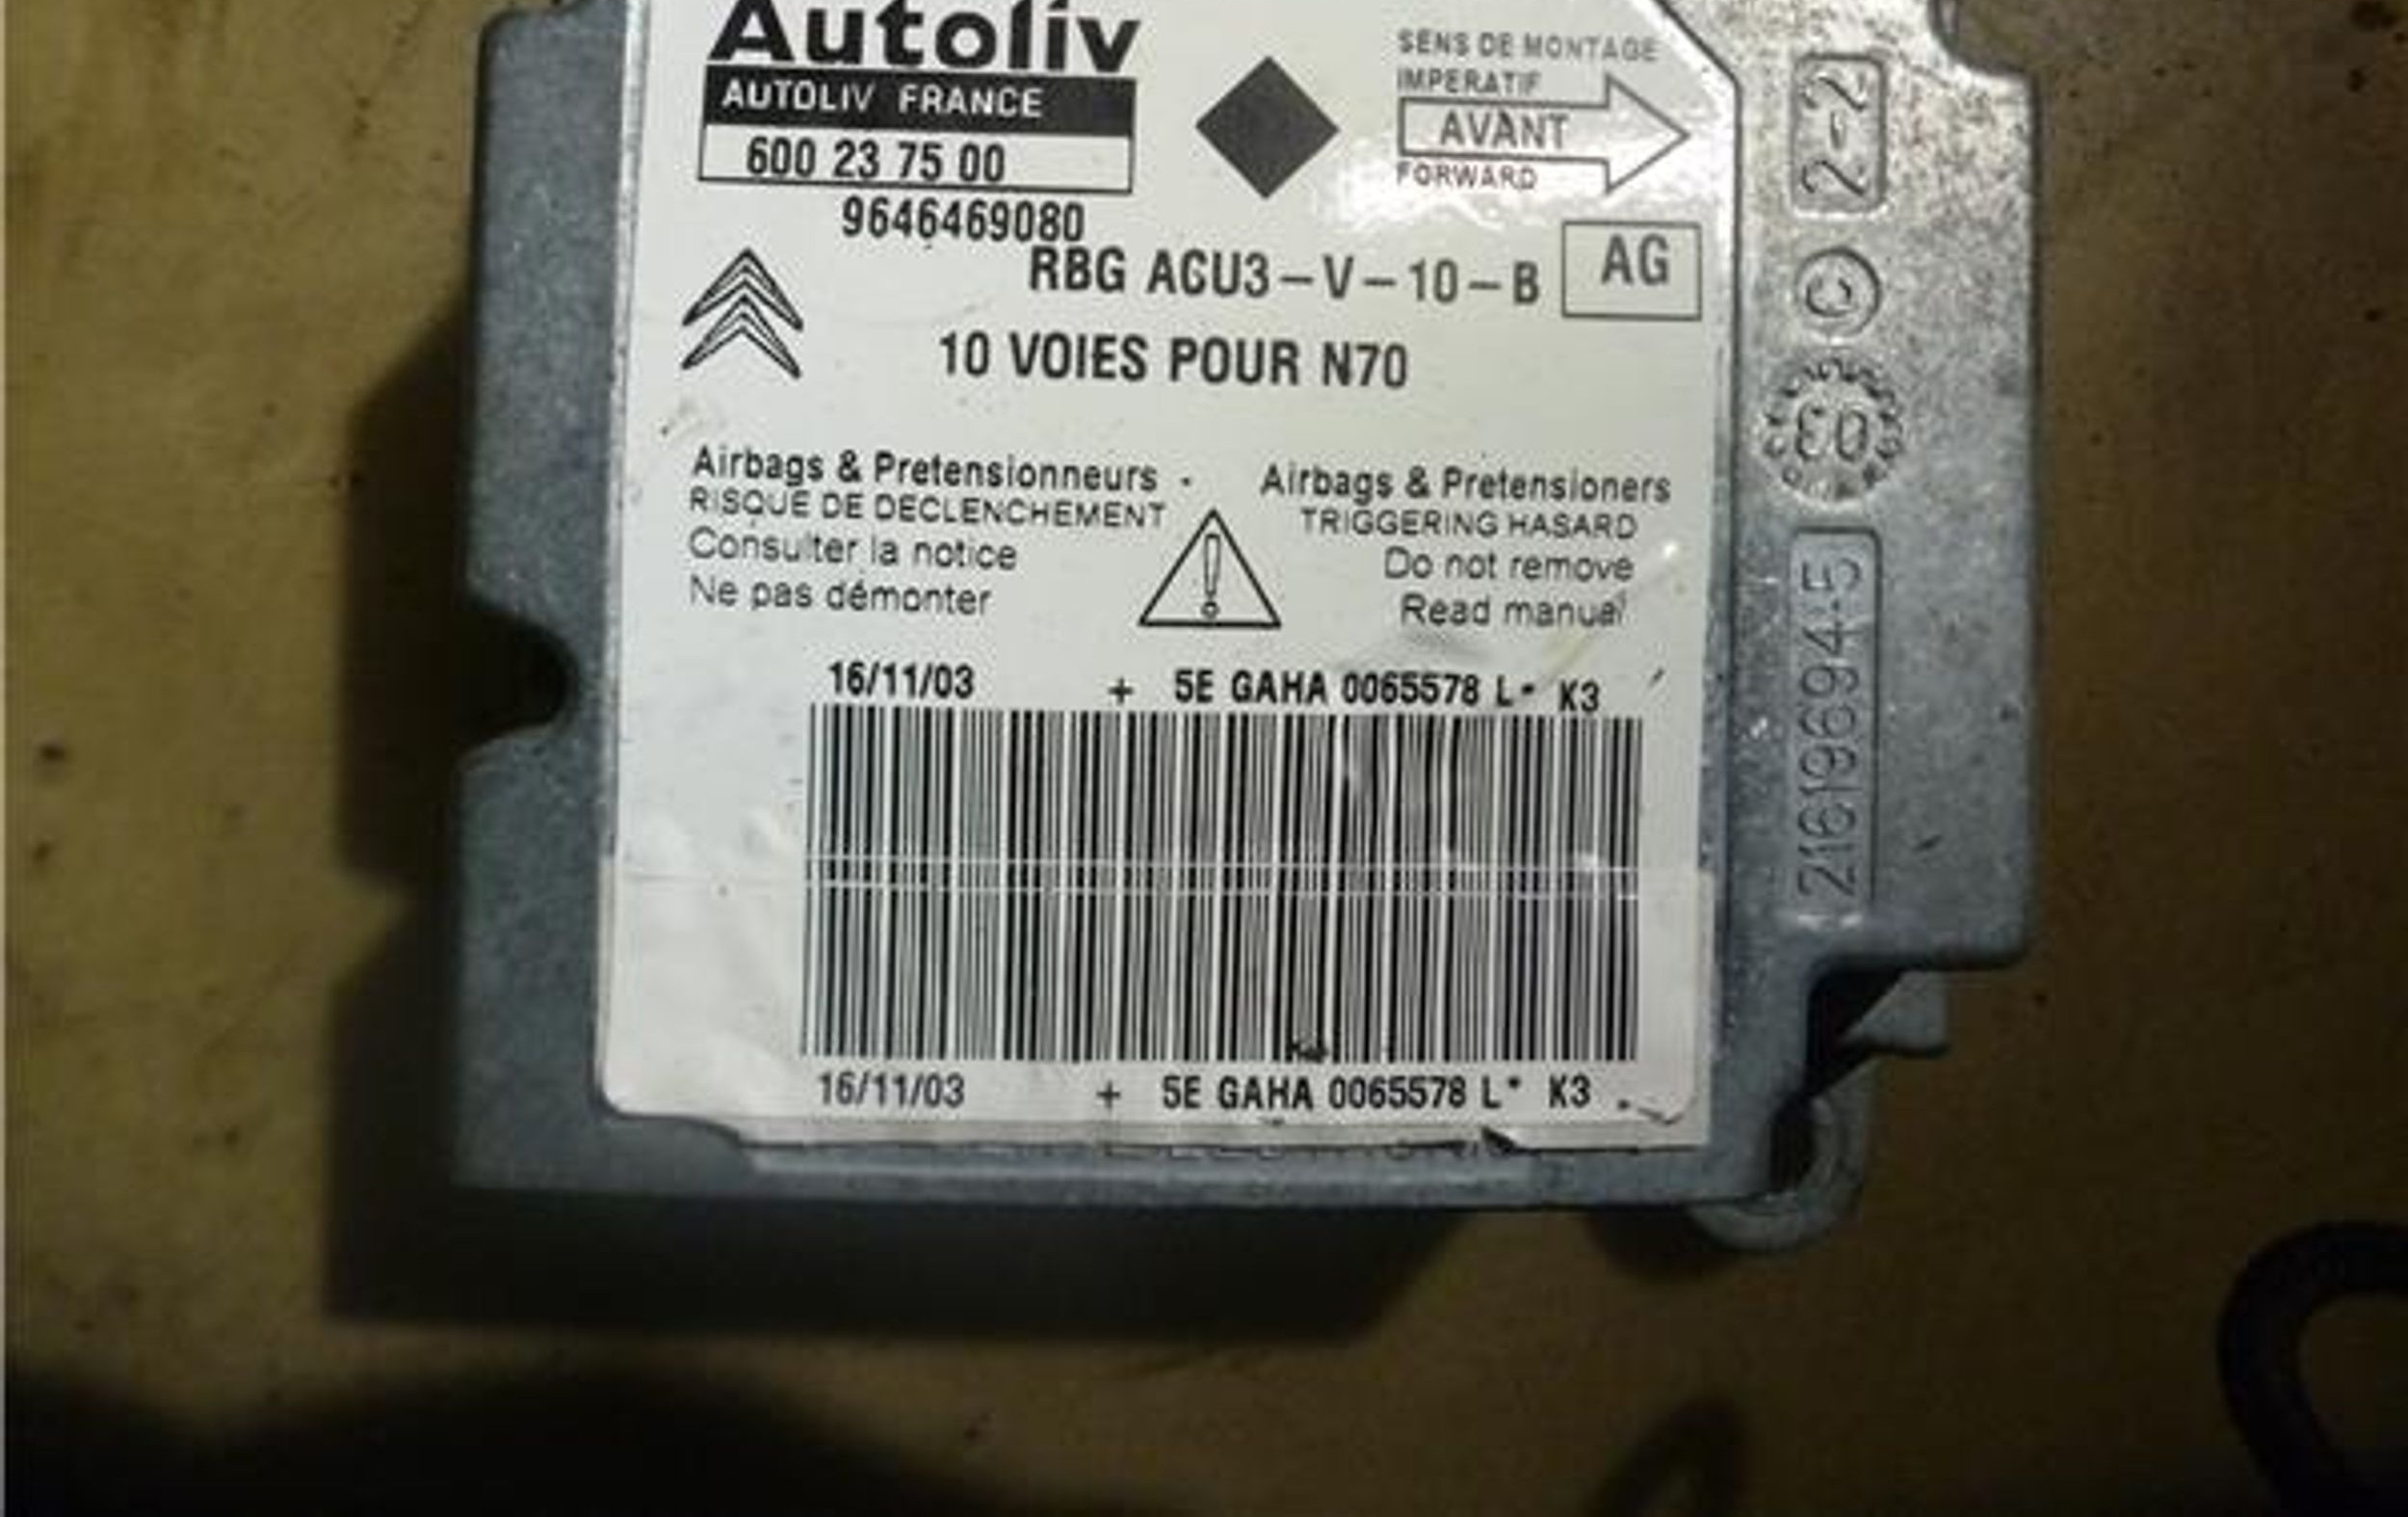 Autoliv
AUTOLIV FRANCE
600 23 75 00
9646469080
SENS DE MONTAGE
IMPERATIF
AVANT
FORWARD
RBG ACU3-V-10-B AG
10 VOIES POUR N70
Airbags & Pretensionneurs
RISQUE DE DECLENCHEMENT
Consulter la notice
Ne pas démonter
Airbags & Pretensioners
TRIGGERING HASARD
Do not remove
Read manual
16/11/03 + 5E GAHA 0065578 L* K3
16/11/03 + 5E GAHA 0065578 L* K3
2-2
03
21619694-5